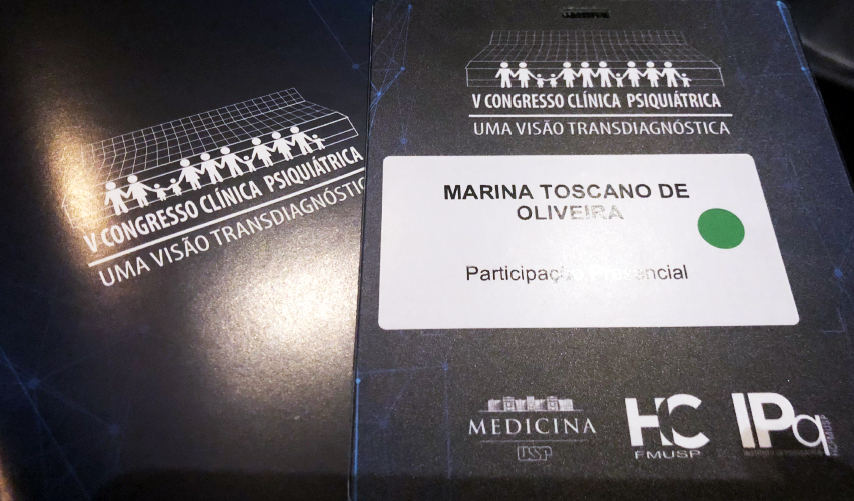 V CONGRESSO CLÍNICA PSIQUIÁTRICA
UMA VISÃO TRANSDIAGNÓSTIC
V CONGRESSO CLÍNICA PSIQUIÁTRICA
UMA VISÃO TRANSDIAGNÓSTICA
MARINA TOSCANO DE
OLIVEIRA
Participação Presencial
MEDICINA
USP
HC
FMUSP
IPq